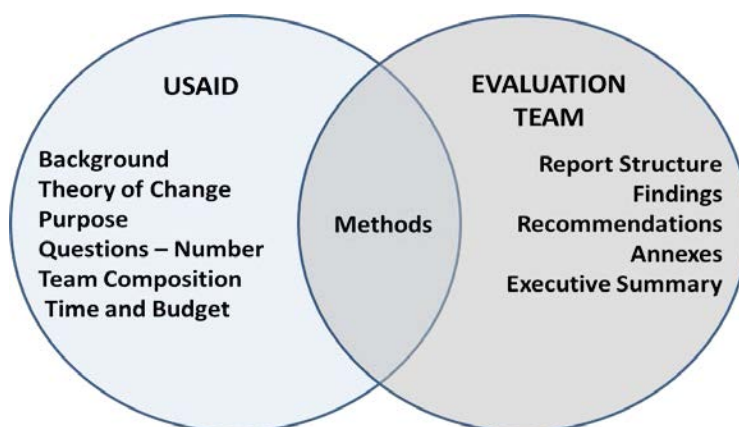 USAID
Background
Theory of Change
Purpose
Questions – Number
Team Composition
Time and Budget
Methods
EVALUATION
TEAM
Report Structure
Findings
Recommendations
Annexes
Executive Summary